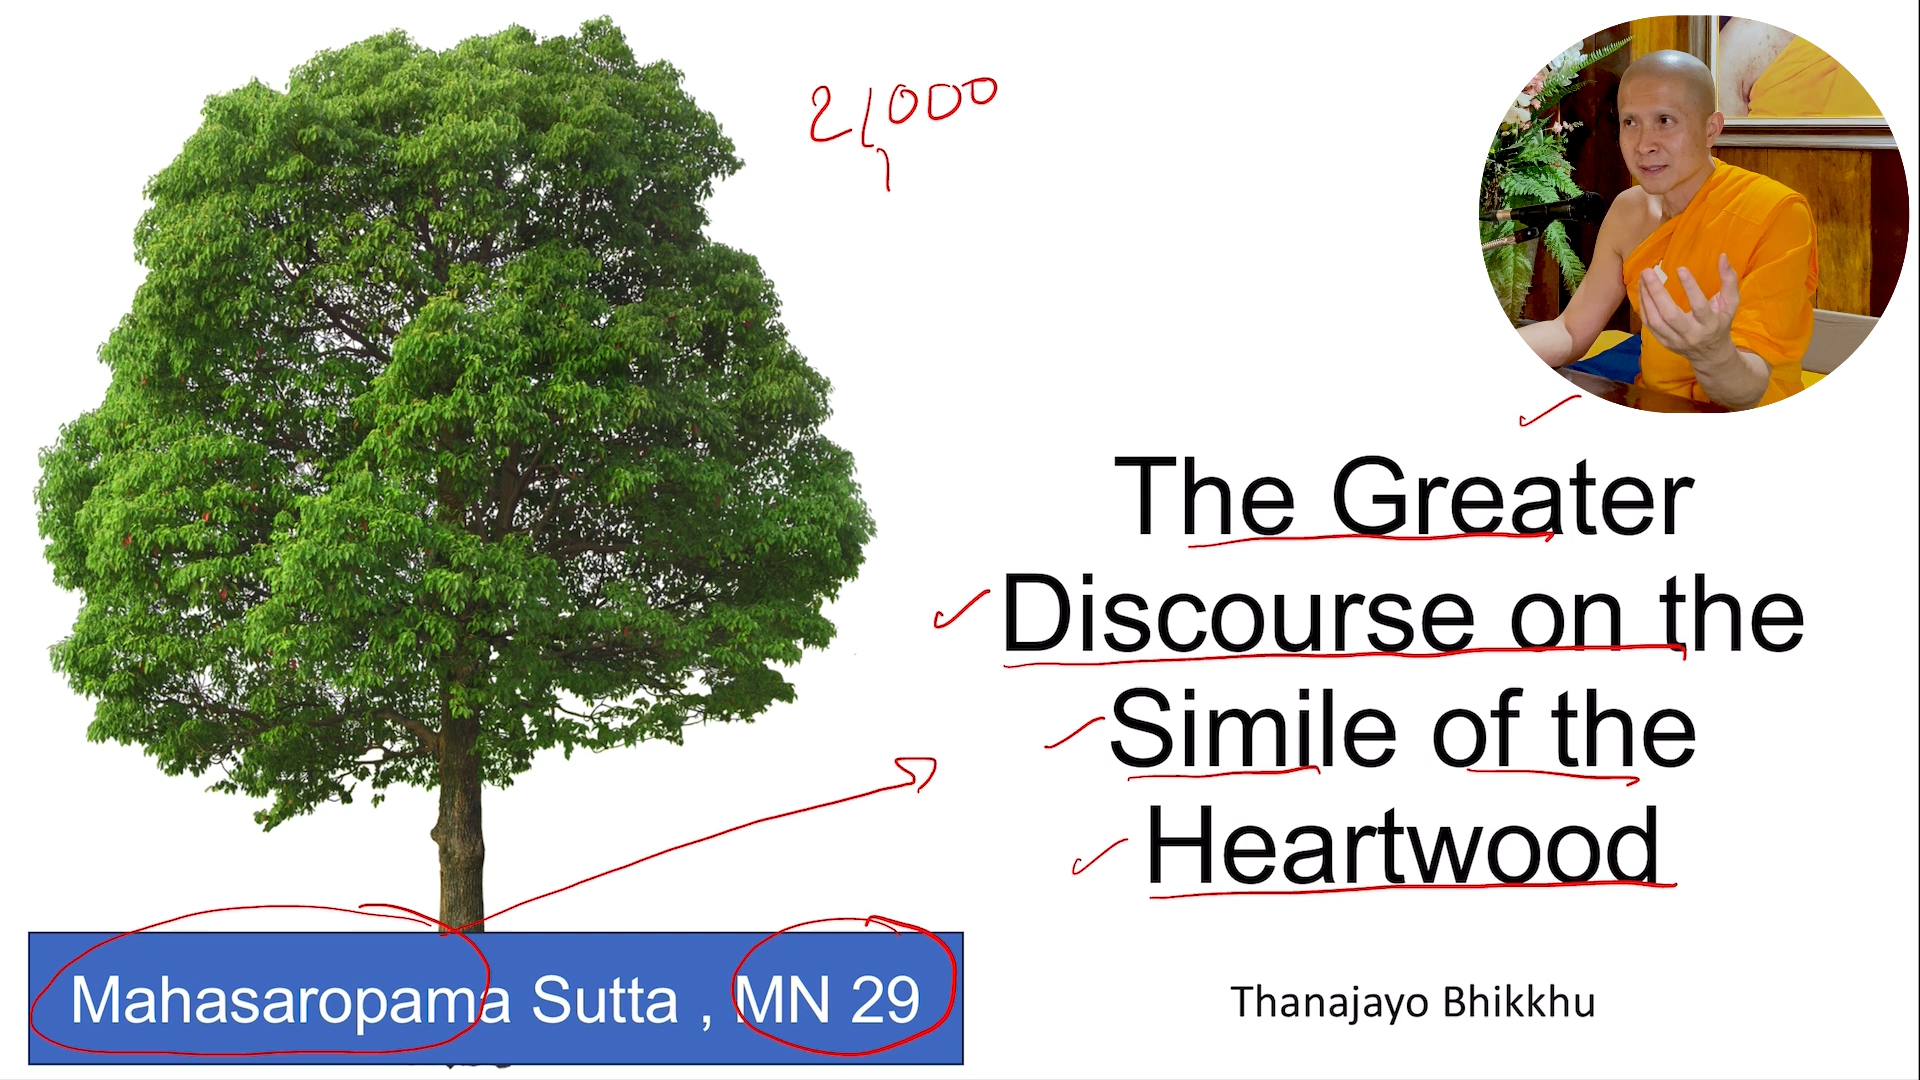 21,000
The Greater
Discourse on the
Simile of the
Heartwood
Mahasaropama Sutta , MN 29
Thanajayo Bhikkhu